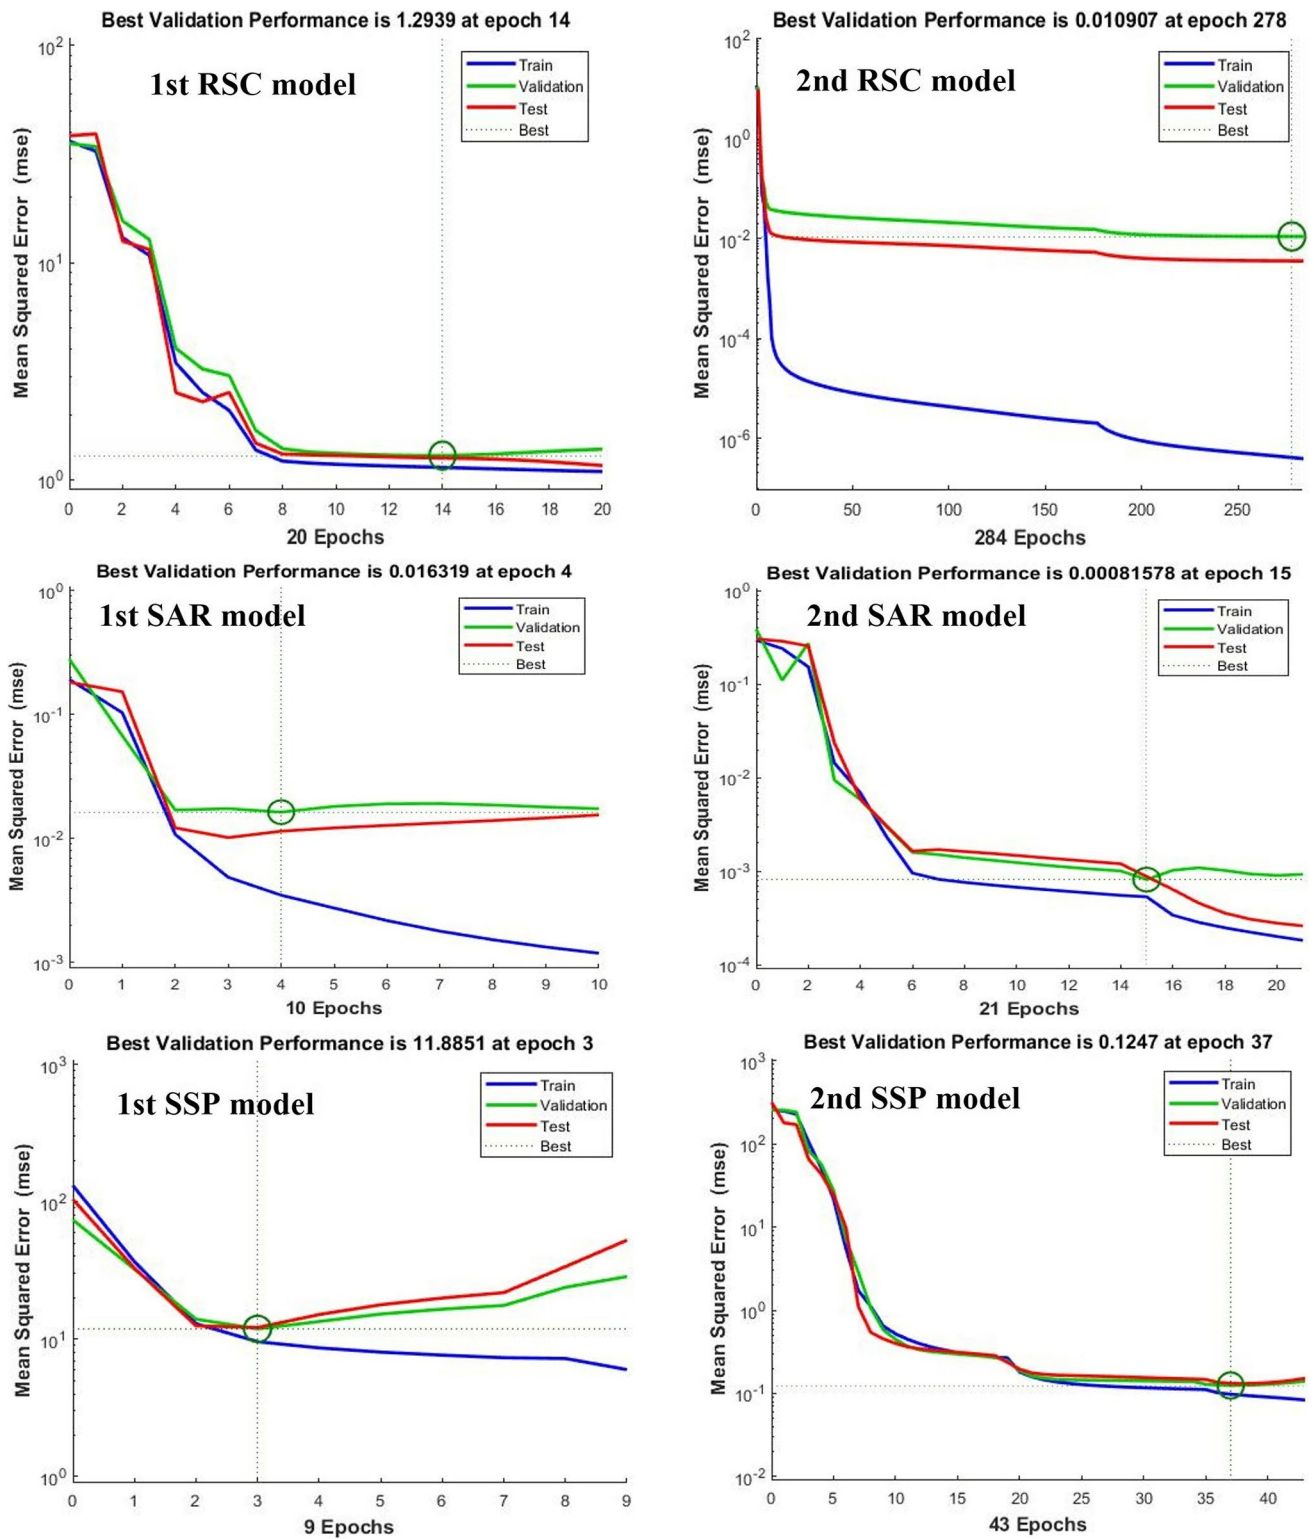 Best Validation Performance is 1.2939 at epoch 14
1st RSC model
Train
Validation
Test
Best
Mean Squared Error (mse)
10^2
10^1
10^0
0 2 4 6 8 10 12 14 16 18 20
20 Epochs
Best Validation Performance is 0.010907 at epoch 278
2nd RSC model
Train
Validation
Test
Best
Mean Squared Error (mse)
10^2
10^0
10^-2
10^-4
10^-6
0 50 100 150 200 250
284 Epochs
Best Validation Performance is 0.016319 at epoch 4
1st SAR model
Train
Validation
Test
Best
Mean Squared Error (mse)
10^0
10^-1
10^-2
10^-3
0 1 2 3 4 5 6 7 8 9 10
10 Epochs
Best Validation Performance is 0.00081578 at epoch 15
2nd SAR model
Train
Validation
Test
Best
Mean Squared Error (mse)
10^0
10^-1
10^-2
10^-3
10^-4
0 2 4 6 8 10 12 14 16 18 20
21 Epochs
Best Validation Performance is 11.8851 at epoch 3
1st SSP model
Train
Validation
Test
Best
Mean Squared Error (mse)
10^3
10^2
10^1
10^0
0 1 2 3 4 5 6 7 8 9
9 Epochs
Best Validation Performance is 0.1247 at epoch 37
2nd SSP model
Train
Validation
Test
Best
Mean Squared Error (mse)
10^3
10^2
10^1
10^0
10^-1
10^-2
0 5 10 15 20 25 30 35 40
43 Epochs